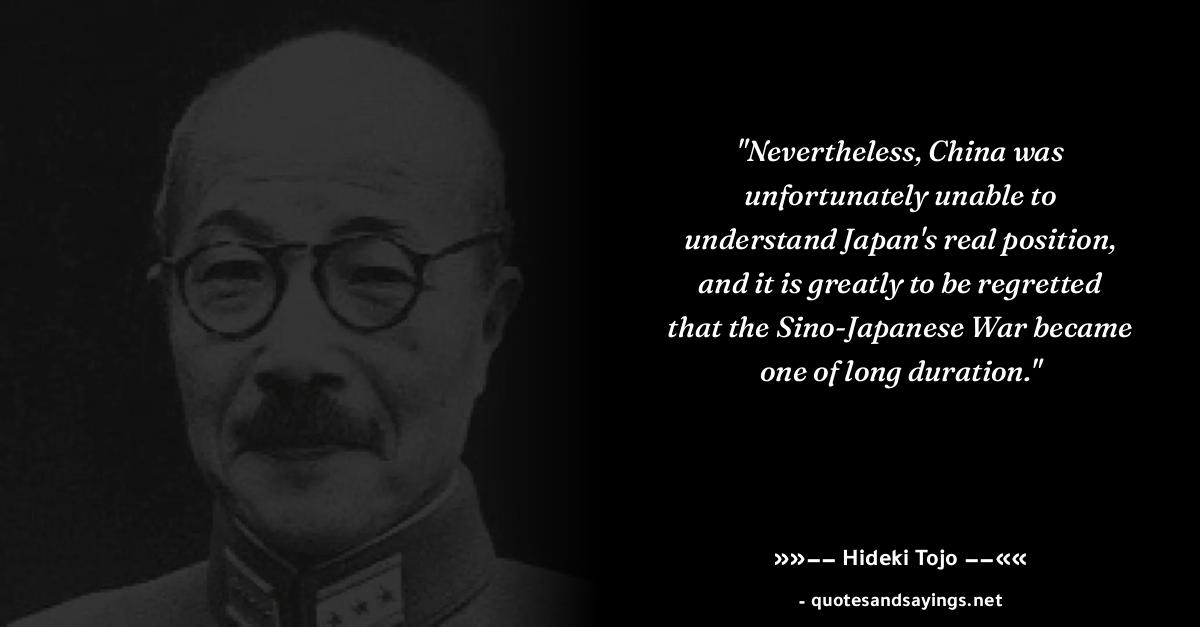 "Nevertheless, China was
unfortunately unable to
understand Japan's real position,
and it is greatly to be regretted
that the Sino-Japanese War became
one of long duration."
»»−− Hideki Tojo −−««
- quotesandsayings.net